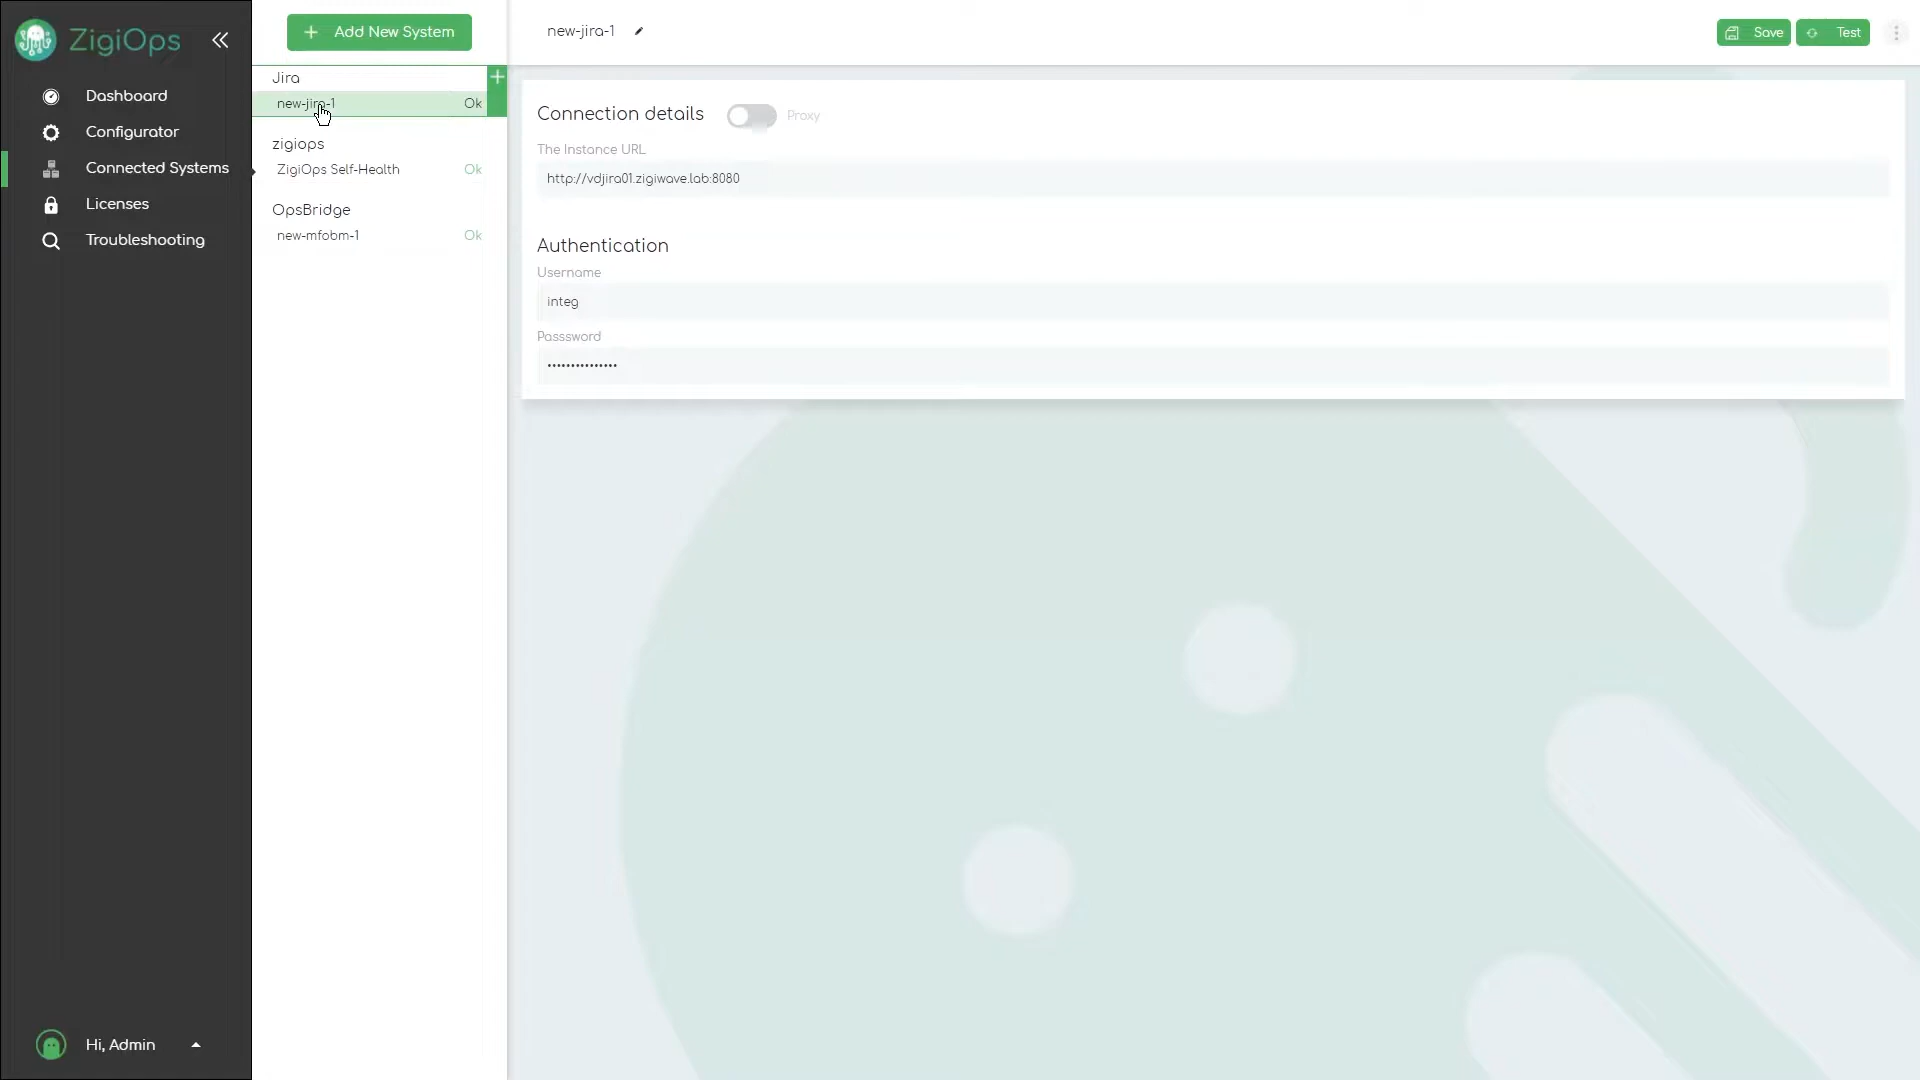 ZigiOps
Dashboard
Configurator
Connected Systems
Licenses
Troubleshooting
Hi, Admin
+ Add New System
Jira
+
new-jira-1 Ok
zigiops
ZigiOps Self-Health Ok
OpsBridge
new-mfobm-1 Ok
new-jira-1
Save
Test
Connection details
Proxy
The Instance URL
http://vdjira01.zigiwave.lab:8080
Authentication
Username
integ
Passsword
•••••••••••••••